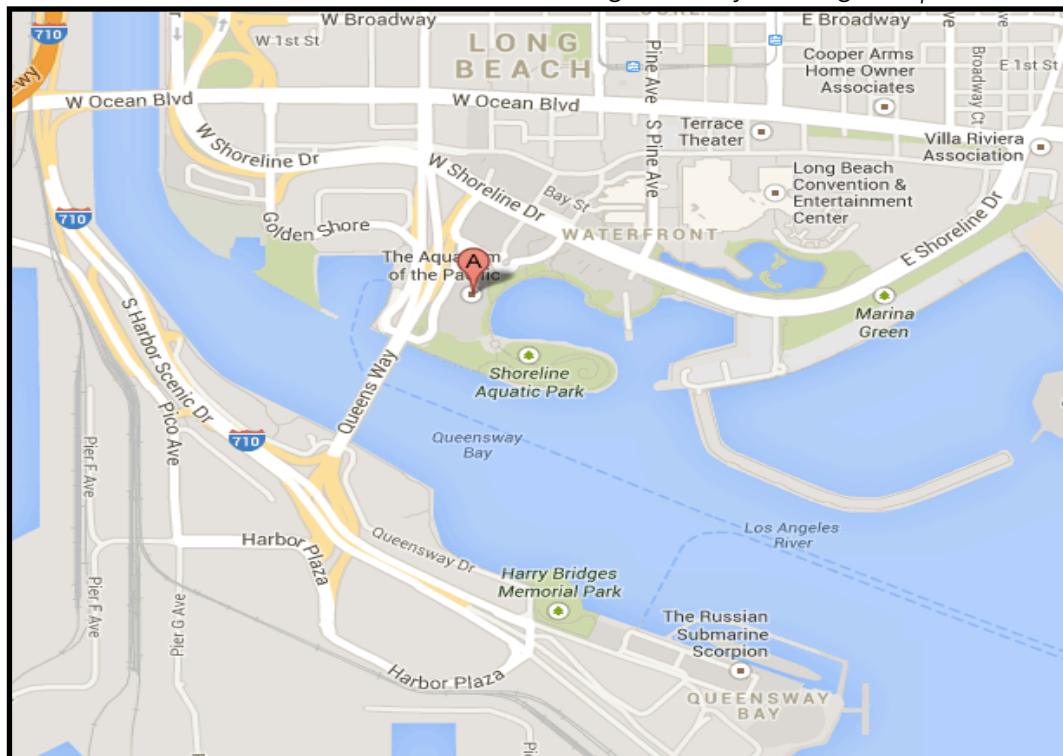 710
W Broadway
E Broadway
W 1st St
LONG
BEACH
Pine Ave
Cooper Arms
Home Owner
Associates
Broadway Ct
E 1st St
W Ocean Blvd
W Ocean Blvd
Terrace
Theater
Villa Riviera
Association
W Shoreline Dr
W Shoreline Dr
S Pine Ave
Bay St
Long Beach
Convention &
Entertainment
Center
710
Golden Shore
WATERFRONT
E Shoreline Dr
The
of the
A
Marina
Green
S Harbor Scenic Dr
Queens Way
Shoreline
Aquatic Park
Pico Ave
710
Queensway
Bay
Pier F Ave
Los Angeles
River
Harbor Plaza
Queensway Dr
Harry Bridges
Memorial Park
Pier F Ave
Pier G Ave
The Russian
Submarine
Scorpion
Harbor Plaza
QUEENSWAY
BAY